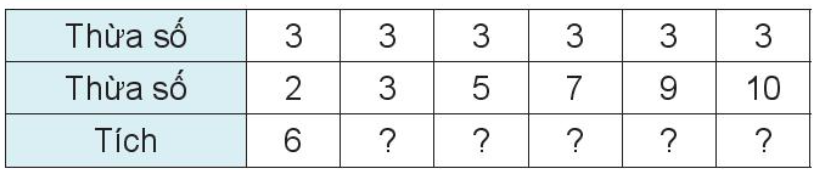 Thừa số 3 3 3 3 3 3
Thừa số 2 3 5 7 9 10
Tích 6 ? ? ? ? ?